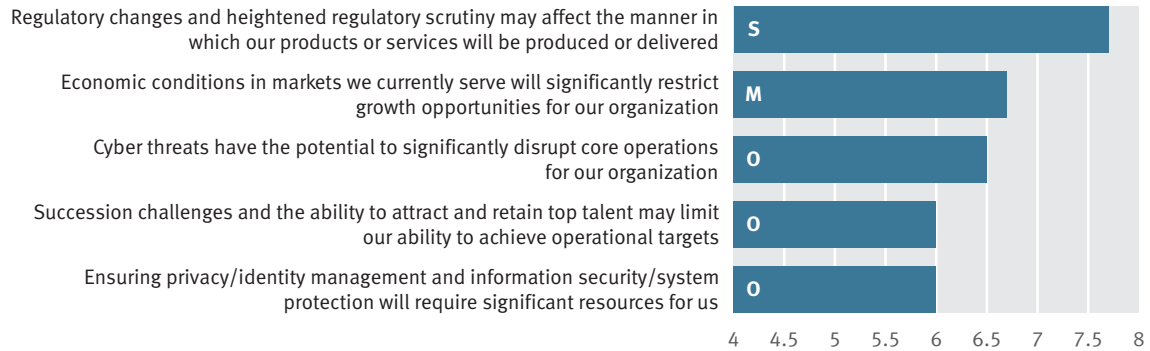 Regulatory changes and heightened regulatory scrutiny may affect the manner in
which our products or services will be produced or delivered
S
Economic conditions in markets we currently serve will significantly restrict
growth opportunities for our organization
M
Cyber threats have the potential to significantly disrupt core operations
for our organization
O
Succession challenges and the ability to attract and retain top talent may limit
our ability to achieve operational targets
O
Ensuring privacy/identity management and information security/system
protection will require significant resources for us
O
4 4.5 5 5.5 6 6.5 7 7.5 8